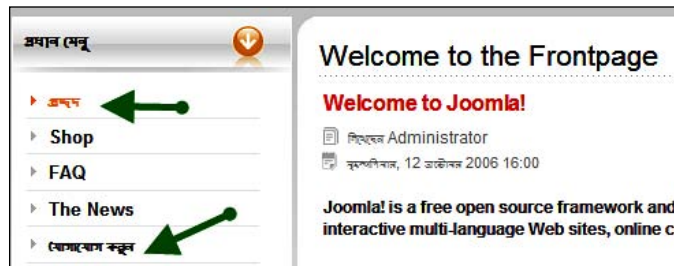 প্রধান মেনু
প্রচ্ছদ
Shop
FAQ
The News
যোগাযোগ করুন
Welcome to the Frontpage
Welcome to Joomla!
লিখেছেন Administrator
বৃহস্পতিবার, 12 অক্টোবর 2006 16:00
Joomla! is a free open source framework and
interactive multi-language Web sites, online c